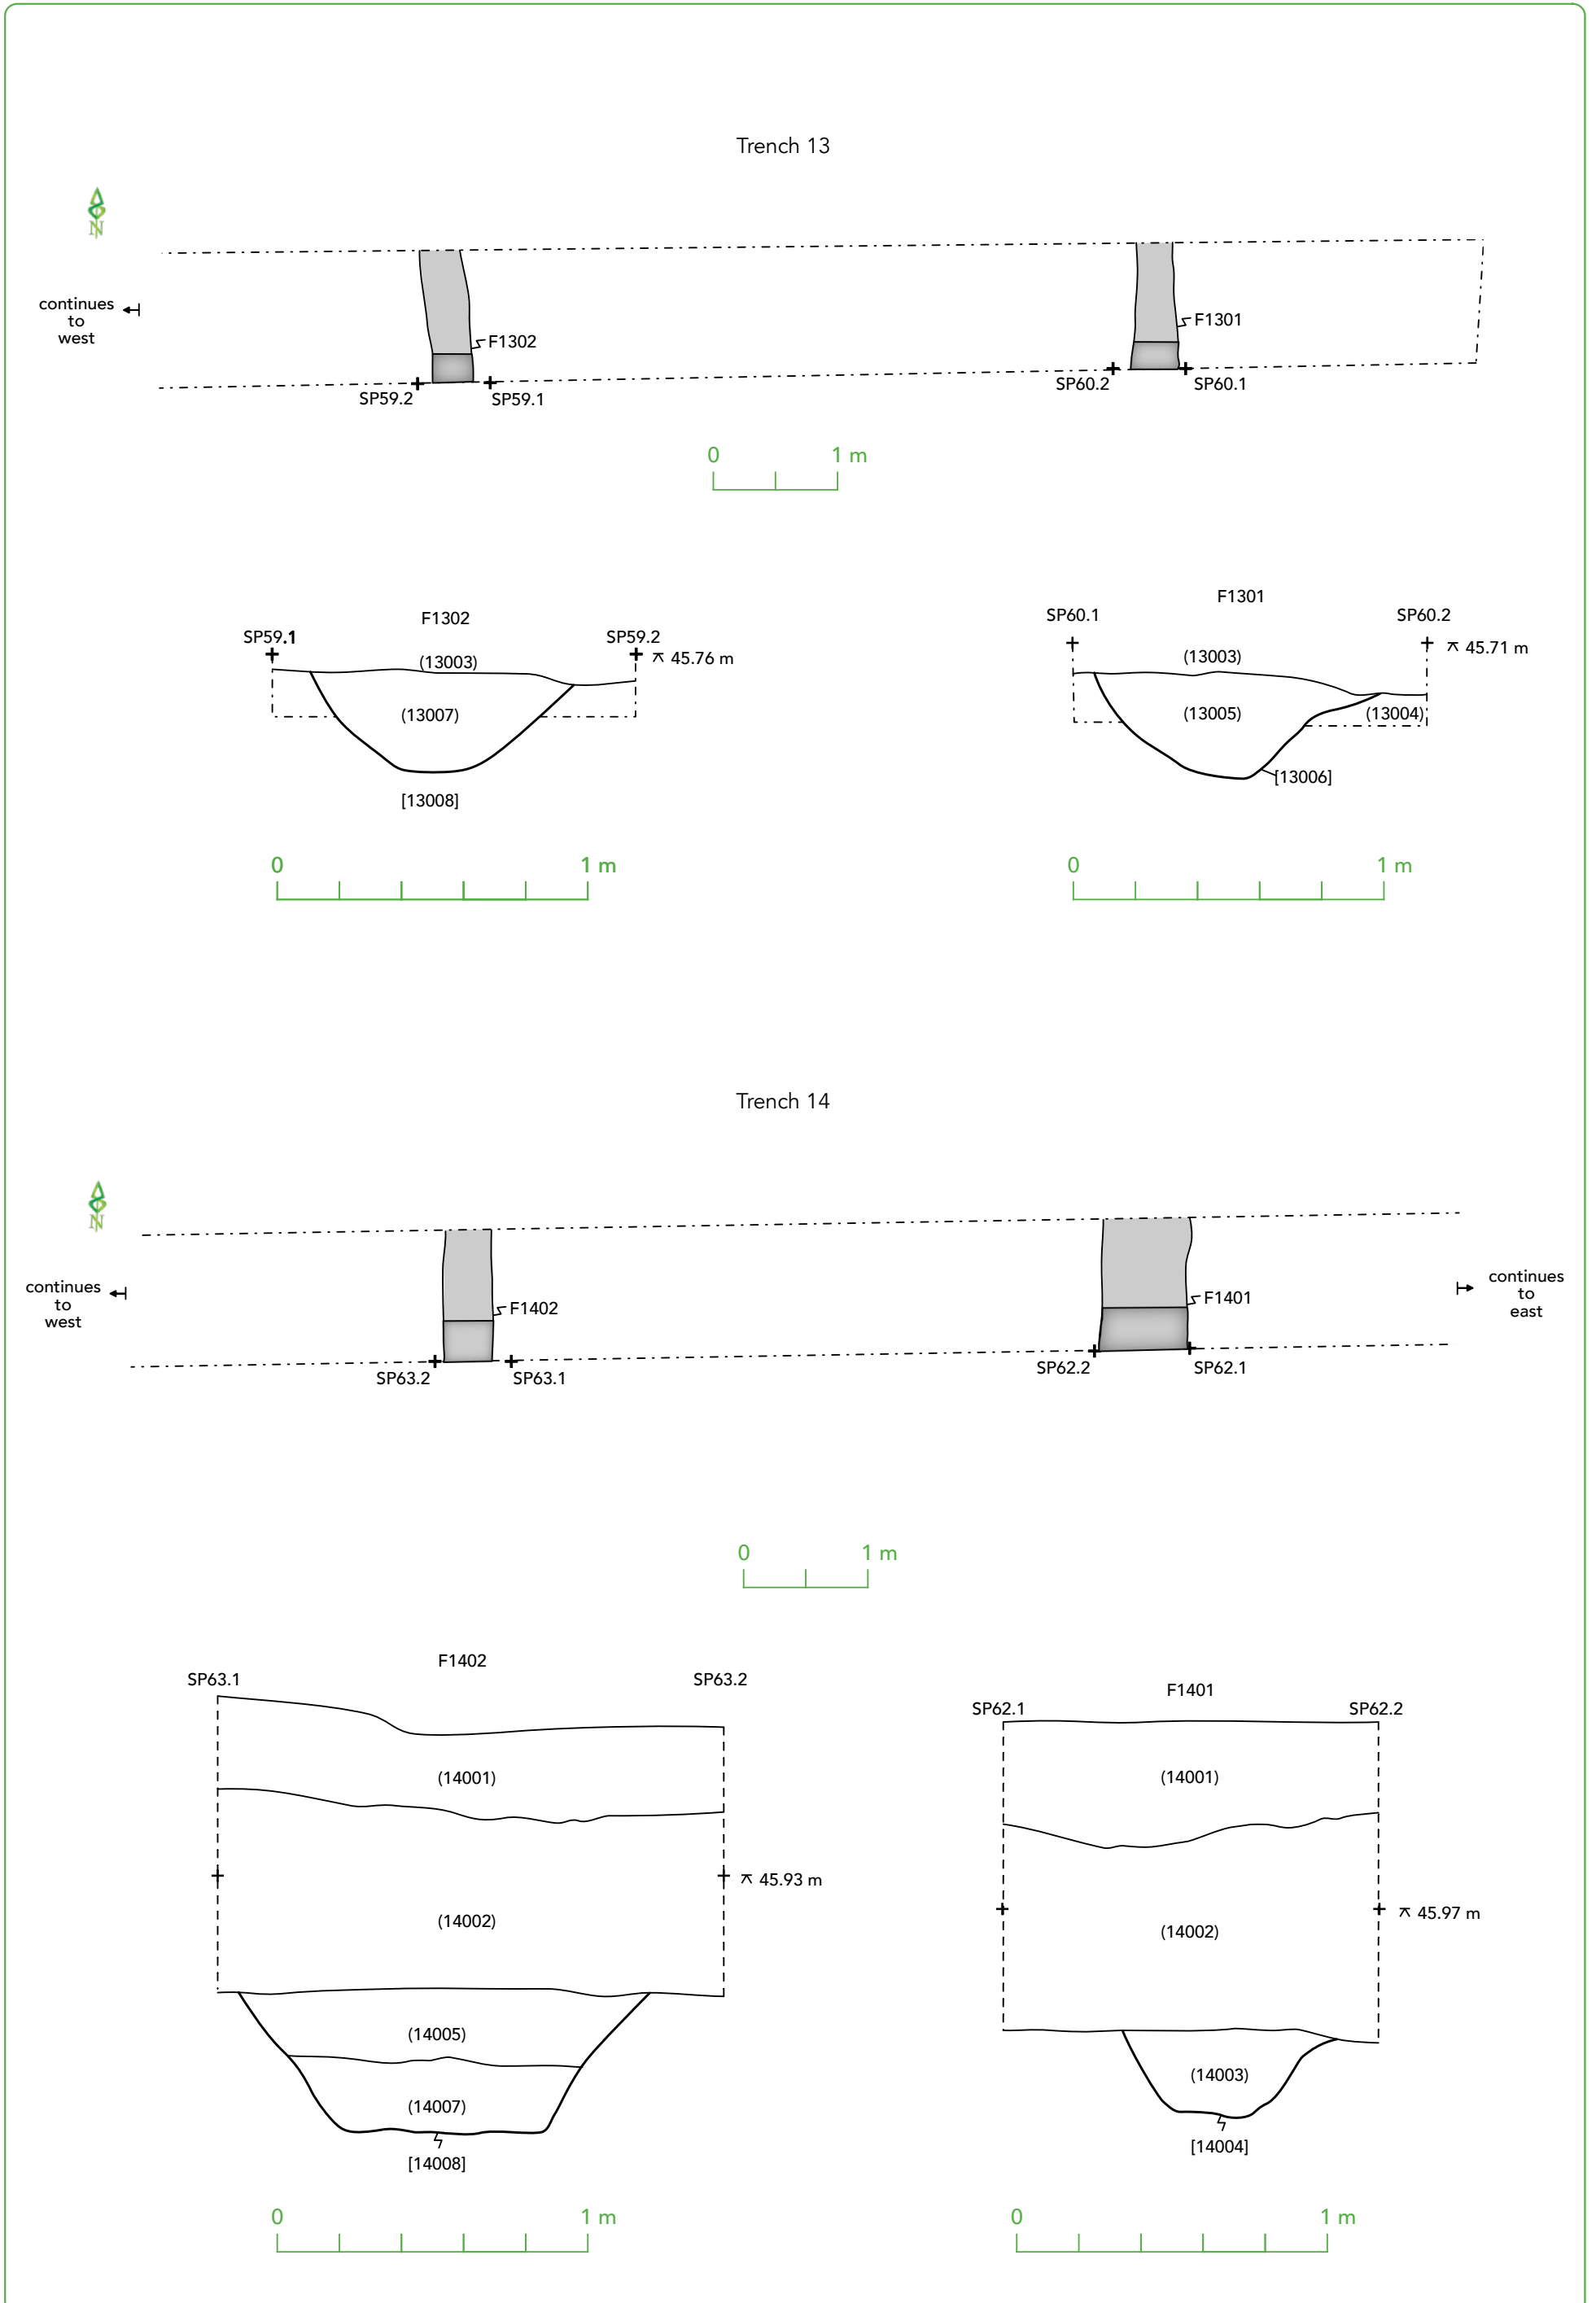 Trench 13
N
continues
to
west
F1302
F1301
SP59.2
SP59.1
SP60.2
SP60.1
0 1 m
F1302
SP59.1
SP59.2
(13003)
45.76 m
(13007)
[13008]
0 1 m
F1301
SP60.1
SP60.2
(13003)
45.71 m
(13005)
(13004)
[13006]
0 1 m
Trench 14
N
continues
to
west
F1402
F1401
continues
to
east
SP63.2
SP63.1
SP62.2
SP62.1
0 1 m
F1402
SP63.1
SP63.2
(14001)
45.93 m
(14002)
(14005)
(14007)
[14008]
0 1 m
F1401
SP62.1
SP62.2
(14001)
45.97 m
(14002)
(14003)
[14004]
0 1 m